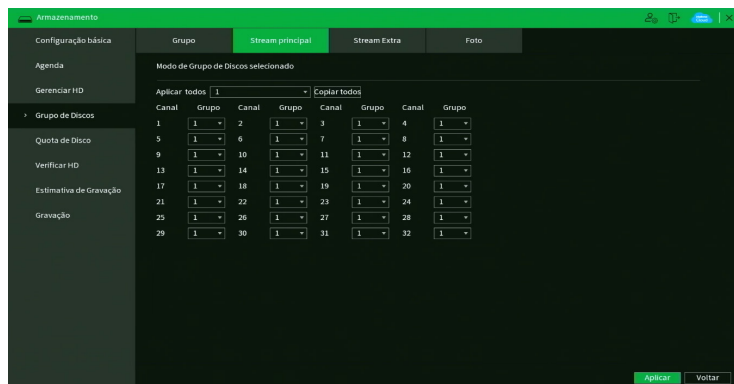 Armazenamento
Configuração básica
Agenda
Gerenciar HD
Grupo de Discos
Quota de Disco
Verificar HD
Estimativa de Gravação
Gravação
Grupo Stream principal Stream Extra Foto
Modo de Grupo de Discos selecionado
Aplicar todos 1 Copiar todos
Canal Grupo Canal Grupo Canal Grupo Canal Grupo
1 1 2 1 3 1 4 1
5 1 6 1 7 1 8 1
9 1 10 1 11 1 12 1
13 1 14 1 15 1 16 1
17 1 18 1 19 1 20 1
21 1 22 1 23 1 24 1
25 1 26 1 27 1 28 1
29 1 30 1 31 1 32 1
Aplicar Voltar